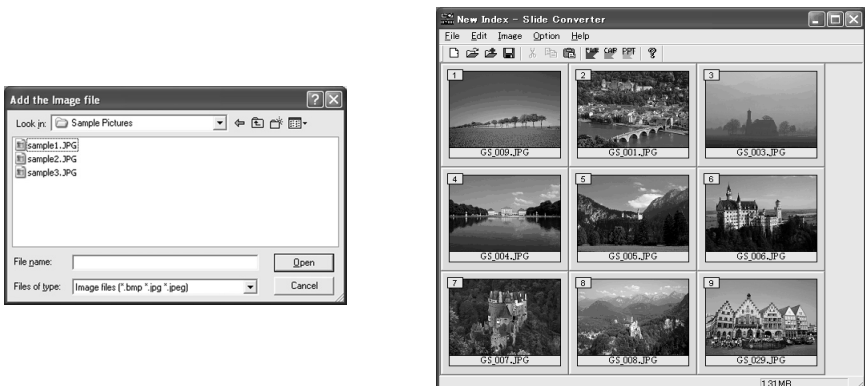 Add the Image file
Look in: Sample Pictures
sample1.JPG
sample2.JPG
sample3.JPG
File name: Open
Files of type: Image files (*.bmp *.jpg *.jpeg) Cancel
New Index - Slide Converter
File Edit Image Option Help
PPT
1 2 3
GS_009.JPG GS_001.JPG GS_003.JPG
4 5 6
GS_004.JPG GS_005.JPG GS_006.JPG
7 8 9
GS_007.JPG GS_008.JPG GS_029.JPG
1.31MB